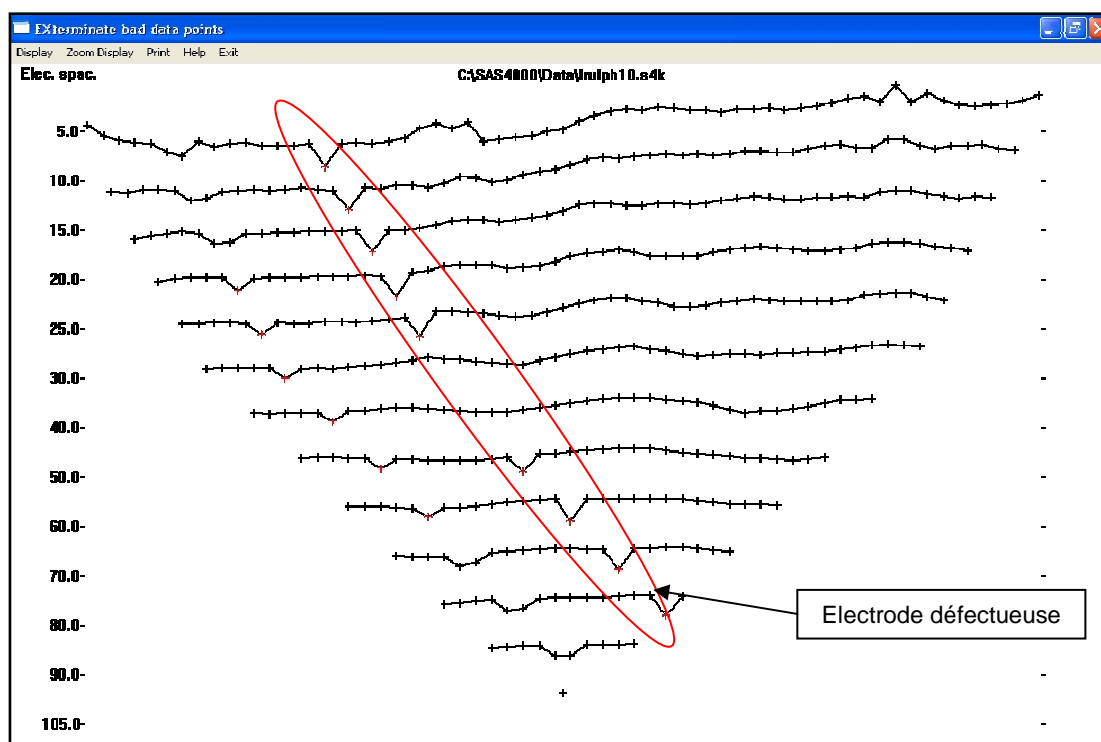 EXterminate bad data points
Display Zoom Display Print Help Exit
Elec. spac.
C:\SAS4000\Data\lrulph10.s4k
5.0-
10.0-
15.0-
20.0-
25.0-
30.0-
40.0-
50.0-
60.0-
70.0-
80.0-
90.0-
105.0-
Electrode défectueuse